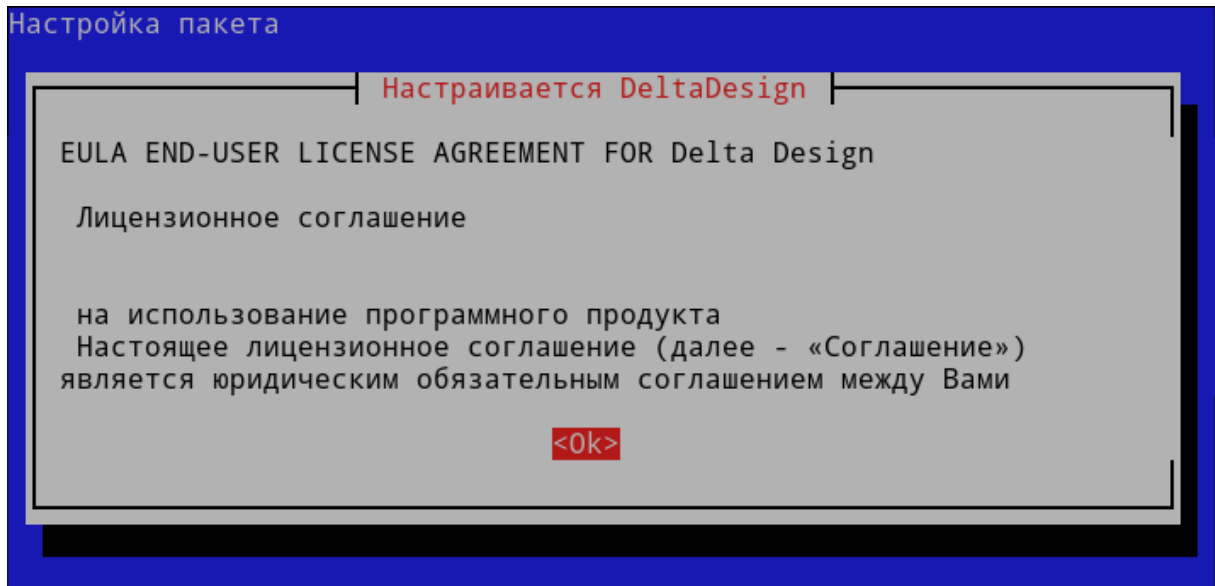 Настройка пакета
Настраивается DeltaDesign
EULA END-USER LICENSE AGREEMENT FOR Delta Design
Лицензионное соглашение
на использование программного продукта
Настоящее лицензионное соглашение (далее - «Соглашение»)
является юридическим обязательным соглашением между Вами
<Ok>